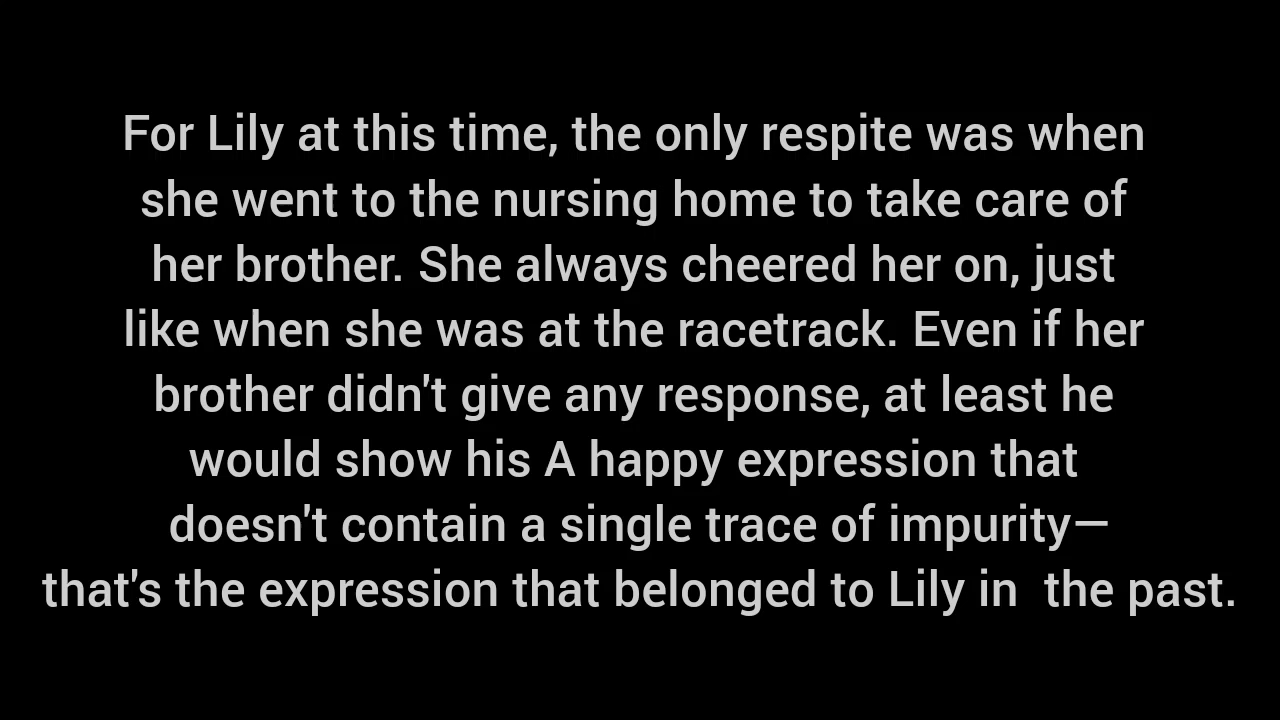 For Lily at this time, the only respite was when
she went to the nursing home to take care of
her brother. She always cheered her on, just
like when she was at the racetrack. Even if her
brother didn't give any response, at least he
would show his A happy expression that
doesn't contain a single trace of impurity—
that's the expression that belonged to Lily in  the past.